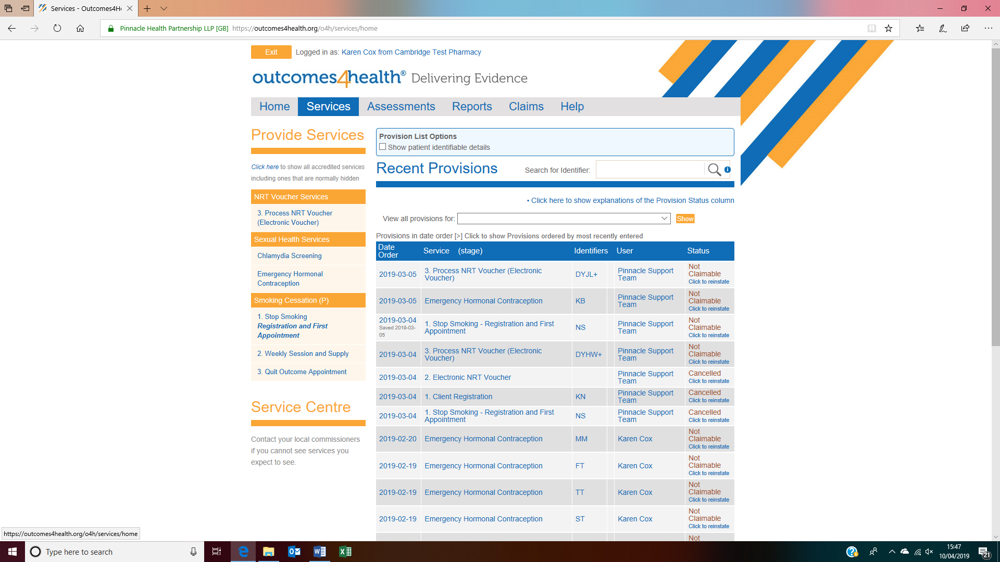 Services - Outcomes4He
Pinnacle Health Partnership LLP [GB] https://outcomes4health.org/o4h/services/home
Exit Logged in as: Karen Cox from Cambridge Test Pharmacy
outcomes4health® Delivering Evidence
Home Services Assessments Reports Claims Help
Provide Services
Click here to show all accredited services
including ones that are normally hidden
NRT Voucher Services
3. Process NRT Voucher
(Electronic Voucher)
Sexual Health Services
Chlamydia Screening
Emergency Hormonal
Contraception
Smoking Cessation (P)
1. Stop Smoking
Registration and First
Appointment
2. Weekly Session and Supply
3. Quit Outcome Appointment
Service Centre
Contact your local commissioners
if you cannot see services you
expect to see.
Provision List Options
Show patient identifiable details
Recent Provisions Search for Identifier:
• Click here to show explanations of the Provision Status column
View all provisions for: Show
Provisions in date order [>] Click to show Provisions ordered by most recently entered
Date
Order Service (stage) Identifiers User Status
2019-03-05 3. Process NRT Voucher (Electronic
Voucher) DYJL+ Pinnacle Support
Team Not
Claimable
Click to reinstate
2019-03-05 Emergency Hormonal Contraception KB Pinnacle Support
Team Not
Claimable
Click to reinstate
2019-03-04
Saved 2019-03-
05 1. Stop Smoking - Registration and First
Appointment NS Pinnacle Support
Team Not
Claimable
Click to reinstate
2019-03-04 3. Process NRT Voucher (Electronic
Voucher) DYHW+ Pinnacle Support
Team Not
Claimable
Click to reinstate
2019-03-04 2. Electronic NRT Voucher Pinnacle Support
Team Cancelled
Click to reinstate
2019-03-04 1. Client Registration KN Pinnacle Support
Team Cancelled
Click to reinstate
2019-03-04 1. Stop Smoking - Registration and First
Appointment NS Pinnacle Support
Team Cancelled
Click to reinstate
2019-02-20 Emergency Hormonal Contraception MM Karen Cox Not
Claimable
Click to reinstate
2019-02-19 Emergency Hormonal Contraception FT Karen Cox Not
Claimable
Click to reinstate
2019-02-19 Emergency Hormonal Contraception TT Karen Cox Not
Claimable
Click to reinstate
2019-02-19 Emergency Hormonal Contraception ST Karen Cox Not
Claimable
Click to reinstate
Not
https://outcomes4health.org/o4h/services/home
Type here to search
15:47
10/04/2019
21